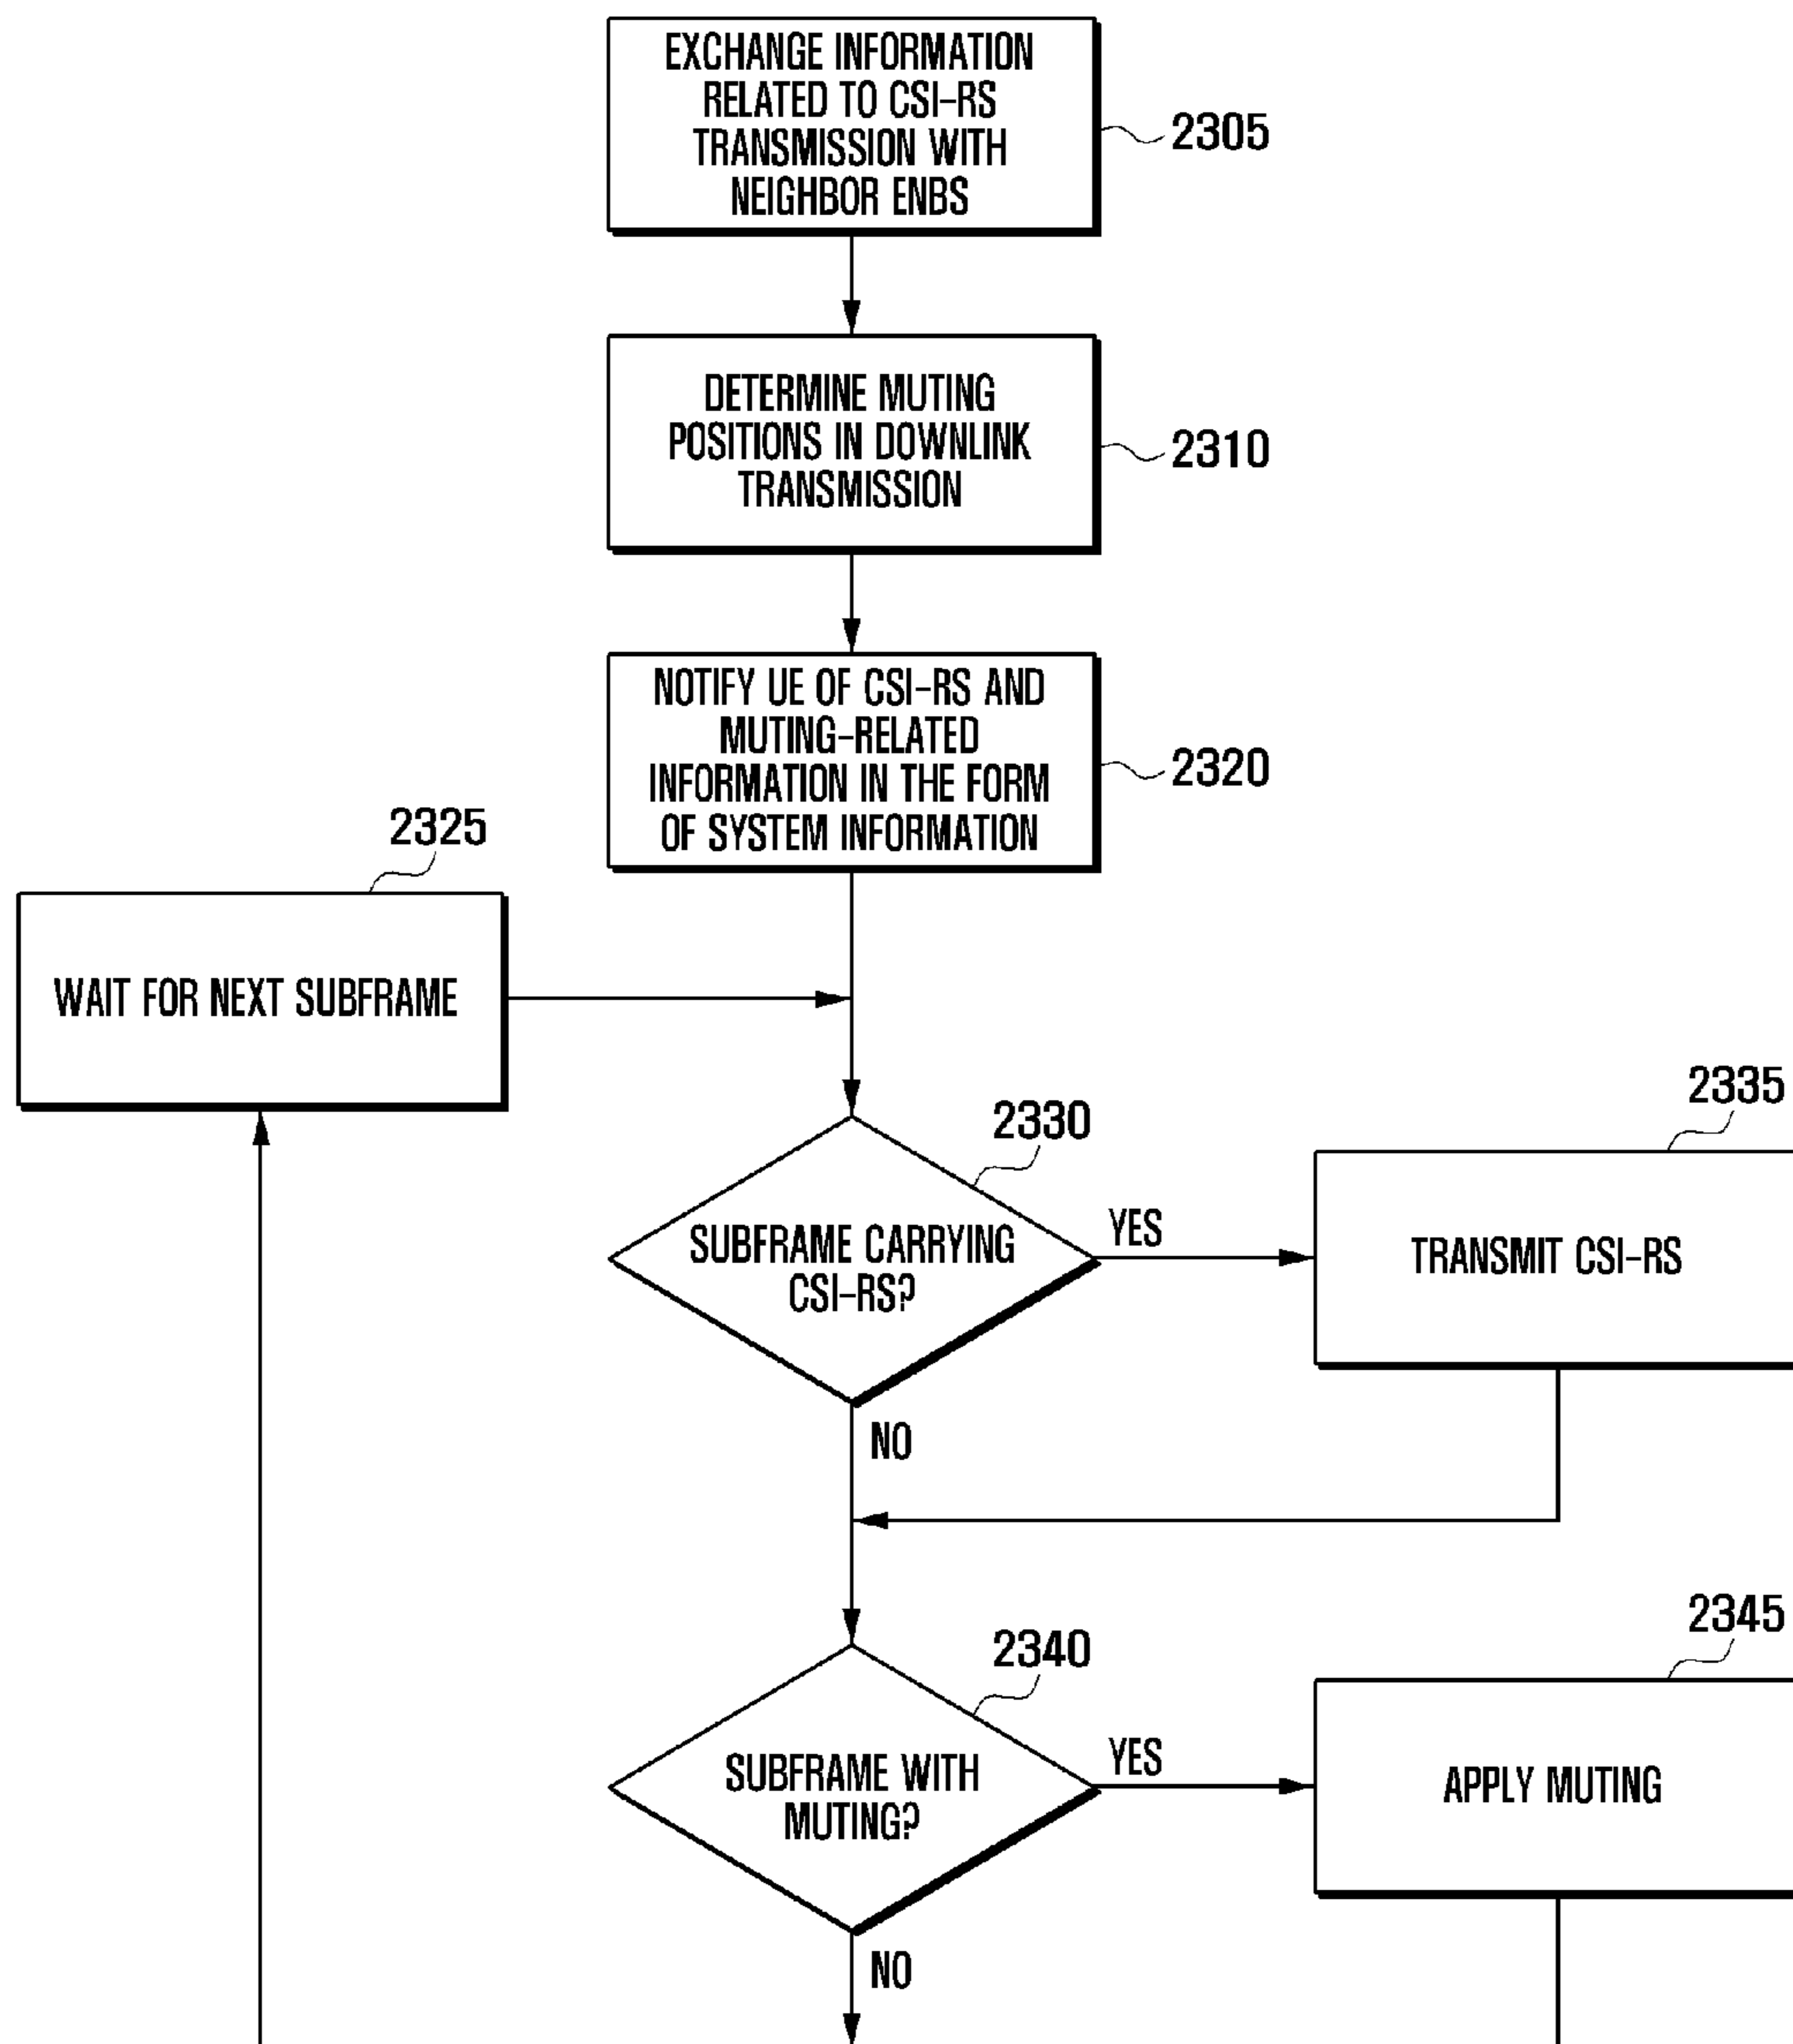 EXCHANGE INFORMATION
RELATED TO CSI-RS
TRANSMISSION WITH
NEIGHBOR ENBS
2305
DETERMINE MUTING
POSITIONS IN DOWNLINK
TRANSMISSION
2310
NOTIFY UE OF CSI-RS AND
MUTING-RELATED
INFORMATION IN THE FORM
OF SYSTEM INFORMATION
2320
2325
WAIT FOR NEXT SUBFRAME
2330
SUBFRAME CARRYING
CSI-RS?
YES
NO
2335
TRANSMIT CSI-RS
2340
SUBFRAME WITH
MUTING?
YES
NO
2345
APPLY MUTING